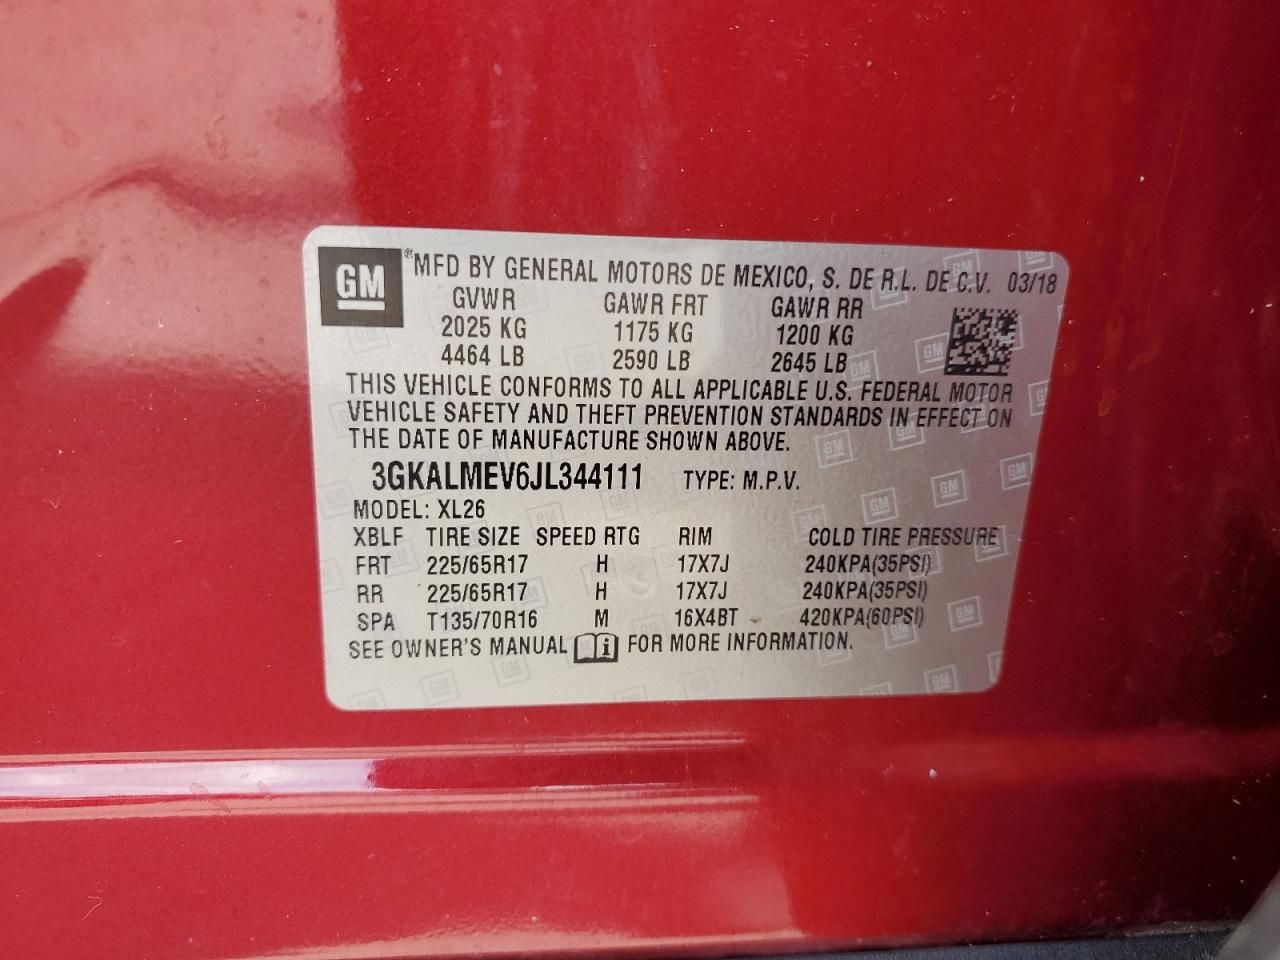 GM ® MFD BY GENERAL MOTORS DE MEXICO, S. DE R.L. DE C.V. 03/18
GVWR GAWR FRT GAWR RR
2025 KG 1175 KG 1200 KG
4464 LB 2590 LB 2645 LB
THIS VEHICLE CONFORMS TO ALL APPLICABLE U.S. FEDERAL MOTOR
VEHICLE SAFETY AND THEFT PREVENTION STANDARDS IN EFFECT ON
THE DATE OF MANUFACTURE SHOWN ABOVE.
3GKALMEV6JL344111 TYPE: M.P.V.
MODEL: XL26
XBLF TIRE SIZE SPEED RTG RIM COLD TIRE PRESSURE
FRT 225/65R17 H 17X7J 240KPA(35PSI)
RR 225/65R17 H 17X7J 240KPA(35PSI)
SPA T135/70R16 M 16X4BT 420KPA(60PSI)
SEE OWNER'S MANUAL i FOR MORE INFORMATION.